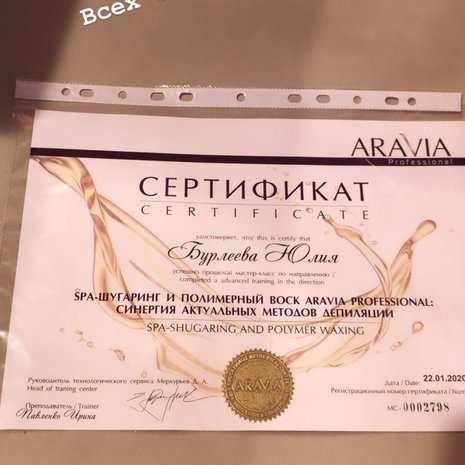 Всех
ARAVIA
Professional
СЕРТИФИКАТ
CERTIFICATE
удостоверяет, что/ this is certify that
Бурлеева Юлия
успешно прошел(а) мастер-класс по направлению/
completed a advanced training in the direction
SPA-ШУГАРИНГ И ПОЛИМЕРНЫЙ ВОСК ARAVIA PROFESSIONAL:
СИНЕРГИЯ АКТУАЛЬНЫХ МЕТОДОВ ДЕПИЛЯЦИИ
SPA-SHUGARING AND POLYMER WAXING
Руководитель технологического сервиса Меркурьев Д. А.
Head of traning center
Преподаватель / Trainer
Павленко Ирина
ARAVIA
Дата / Date: 22.01.2020
Регистрационный номер сертификата / Num
МС-0002798